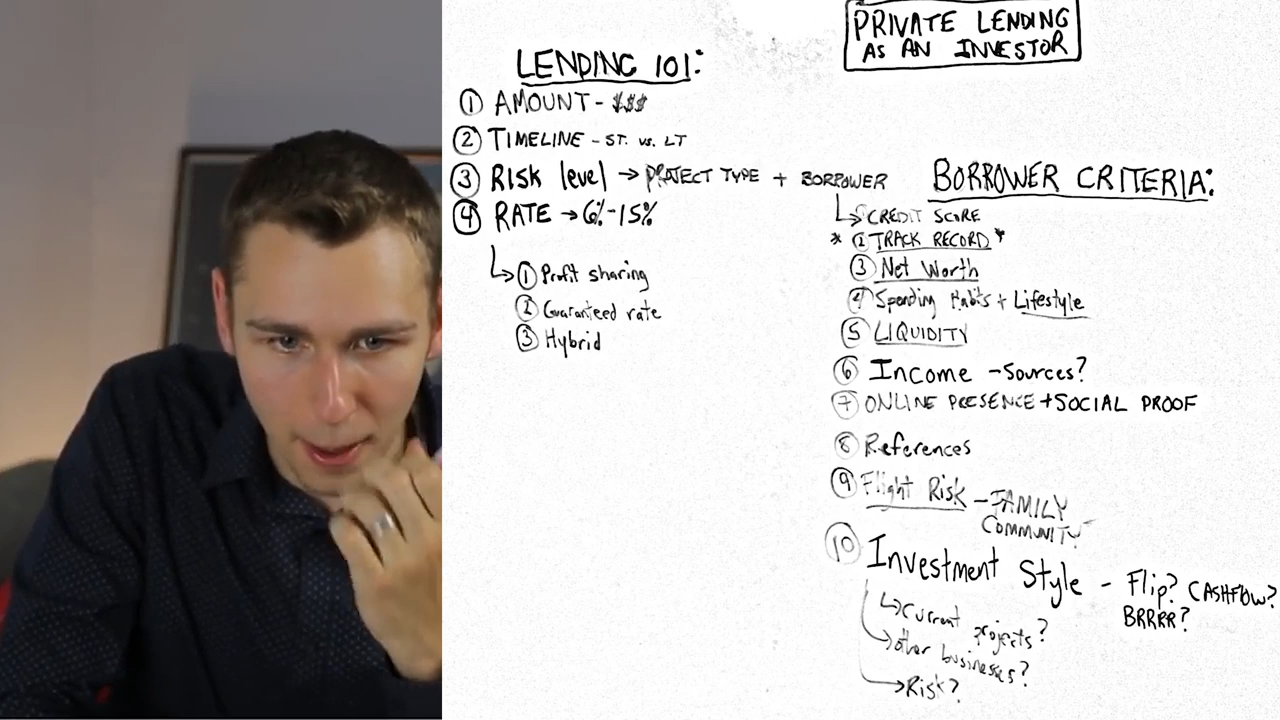 PRIVATE LENDING
AS AN INVESTOR
LENDING 101:
① AMOUNT - $$$
② TIMELINE - ST. vs. LT
③ RISK level → PROJECT TYPE + BORROWER
④ RATE → 6%-15%
↳ ① Profit sharing
② Guaranteed rate
③ Hybrid
BORROWER CRITERIA:
↳ CREDIT SCORE
* ② TRACK RECORD *
③ Net Worth
④ Spending Habits + Lifestyle
⑤ LIQUIDITY
⑥ Income - Sources?
⑦ ONLINE PRESENCE + SOCIAL PROOF
⑧ References
⑨ Flight Risk - FAMILY
COMMUNITY
⑩ Investment Style - Flip? CASHFLOW?
BRRRR?
↳ Current projects?
→ other businesses?
→ Risk?